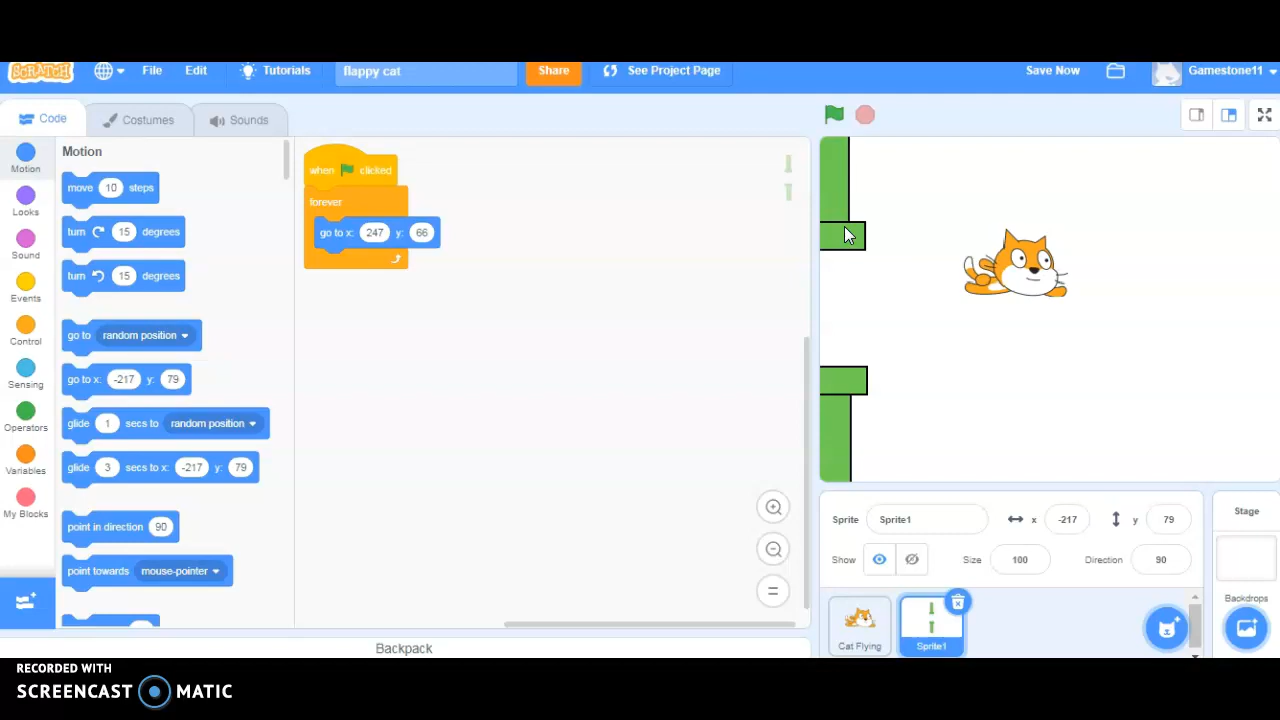 SCRATCH File Edit Tutorials flappy cat Share See Project Page Save Now Gamestone11
Code Costumes Sounds
Motion
Looks
Sound
Events
Control
Sensing
Operators
Variables
My Blocks
Motion
move 10 steps
turn 15 degrees
turn 15 degrees
go to random position
go to x: -217 y: 79
glide 1 secs to random position
glide 3 secs to x: -217 y: 79
point in direction 90
point towards mouse-pointer
when clicked
forever
go to x: 247 y: 66
Backpack
Sprite Sprite1 x -217 y 79
Show Size 100 Direction 90
Cat Flying
Sprite1
Stage
Backdrops
RECORDED WITH
SCREENCAST MATIC